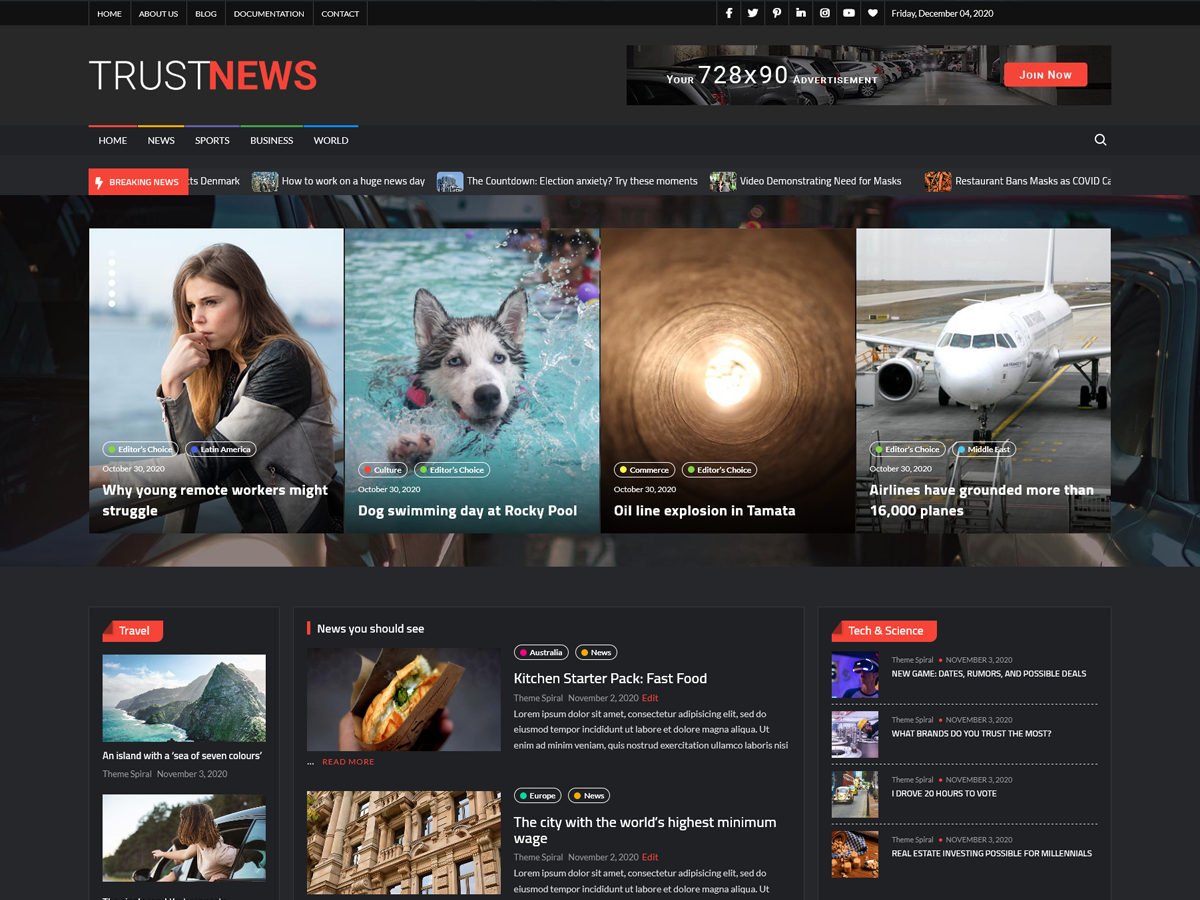 HOME ABOUT US BLOG DOCUMENTATION CONTACT Friday, December 04, 2020
TRUSTNEWS
YOUR 728x90 ADVERTISEMENT
JOIN NOW
HOME NEWS SPORTS BUSINESS WORLD
BREAKING NEWS
Denmark How to work on a huge news day The Countdown: Election anxiety? Try these moments Video Demonstrating Need for Masks Restaurant Bans Masks as COVID
Editor's Choice Latin America
October 30, 2020
Why young remote workers might
struggle
Culture Editor's Choice
October 30, 2020
Dog swimming day at Rocky Pool
Commerce Editor's Choice
October 30, 2020
Oil line explosion in Tamata
Editor's Choice Middle East
October 30, 2020
Airlines have grounded more than
16,000 planes
Travel
An island with a ‘sea of seven colours’
Theme Spiral November 3, 2020
News you should see
Australia News
Kitchen Starter Pack: Fast Food
Theme Spiral November 2, 2020 Edit
Lorem ipsum dolor sit amet, consectetur adipisicing elit, sed do
eiusmod tempor incididunt ut labore et dolore magna aliqua. Ut
enim ad minim veniam, quis nostrud exercitation ullamco laboris nisi
... READ MORE
Europe News
The city with the world’s highest minimum
wage
Theme Spiral November 2, 2020 Edit
Lorem ipsum dolor sit amet, consectetur adipisicing elit, sed do
eiusmod tempor incididunt ut labore et dolore magna aliqua. Ut
Tech & Science
Theme Spiral NOVEMBER 3, 2020
NEW GAME: DATES, RUMORS, AND POSSIBLE DEALS
Theme Spiral NOVEMBER 3, 2020
WHAT BRANDS DO YOU TRUST THE MOST?
Theme Spiral NOVEMBER 3, 2020
I DROVE 20 HOURS TO VOTE
Theme Spiral NOVEMBER 3, 2020
REAL ESTATE INVESTING POSSIBLE FOR MILLENNIALS